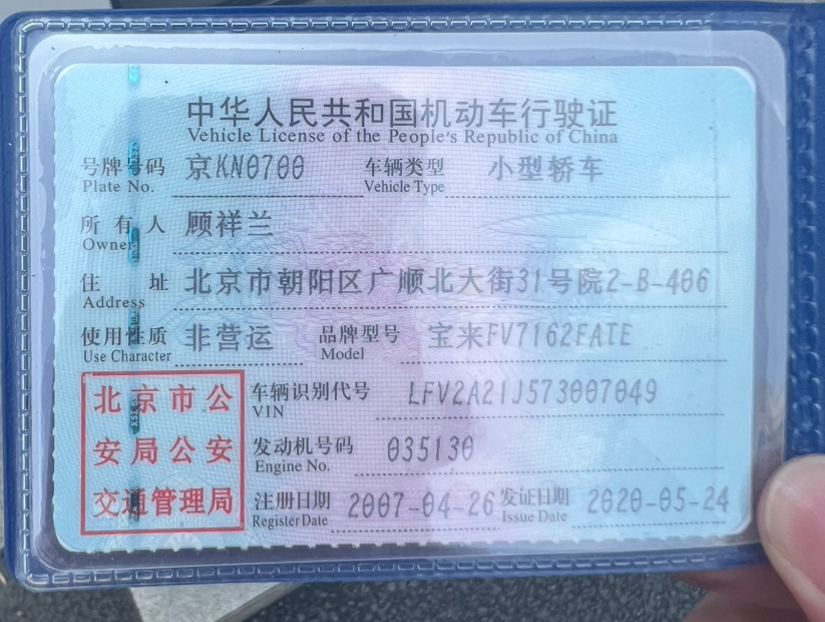 中华人民共和国机动车行驶证
Vehicle License of the People's Republic of China
号牌号码 京KN0700 车辆类型 小型轿车
Plate No. Vehicle Type
所有人 顾祥兰
Owner
住址 北京市朝阳区广顺北大街31号院2-B-406
Address
使用性质 非营运 品牌型号 宝来FV7162FATE
Use Character Model
北京市公
安局公安
交通管理局
车辆识别代号 LFV2A21J573007049
VIN
发动机号码 035130
Engine No.
注册日期 2007-04-26 发证日期 2020-05-24
Register Date Issue Date